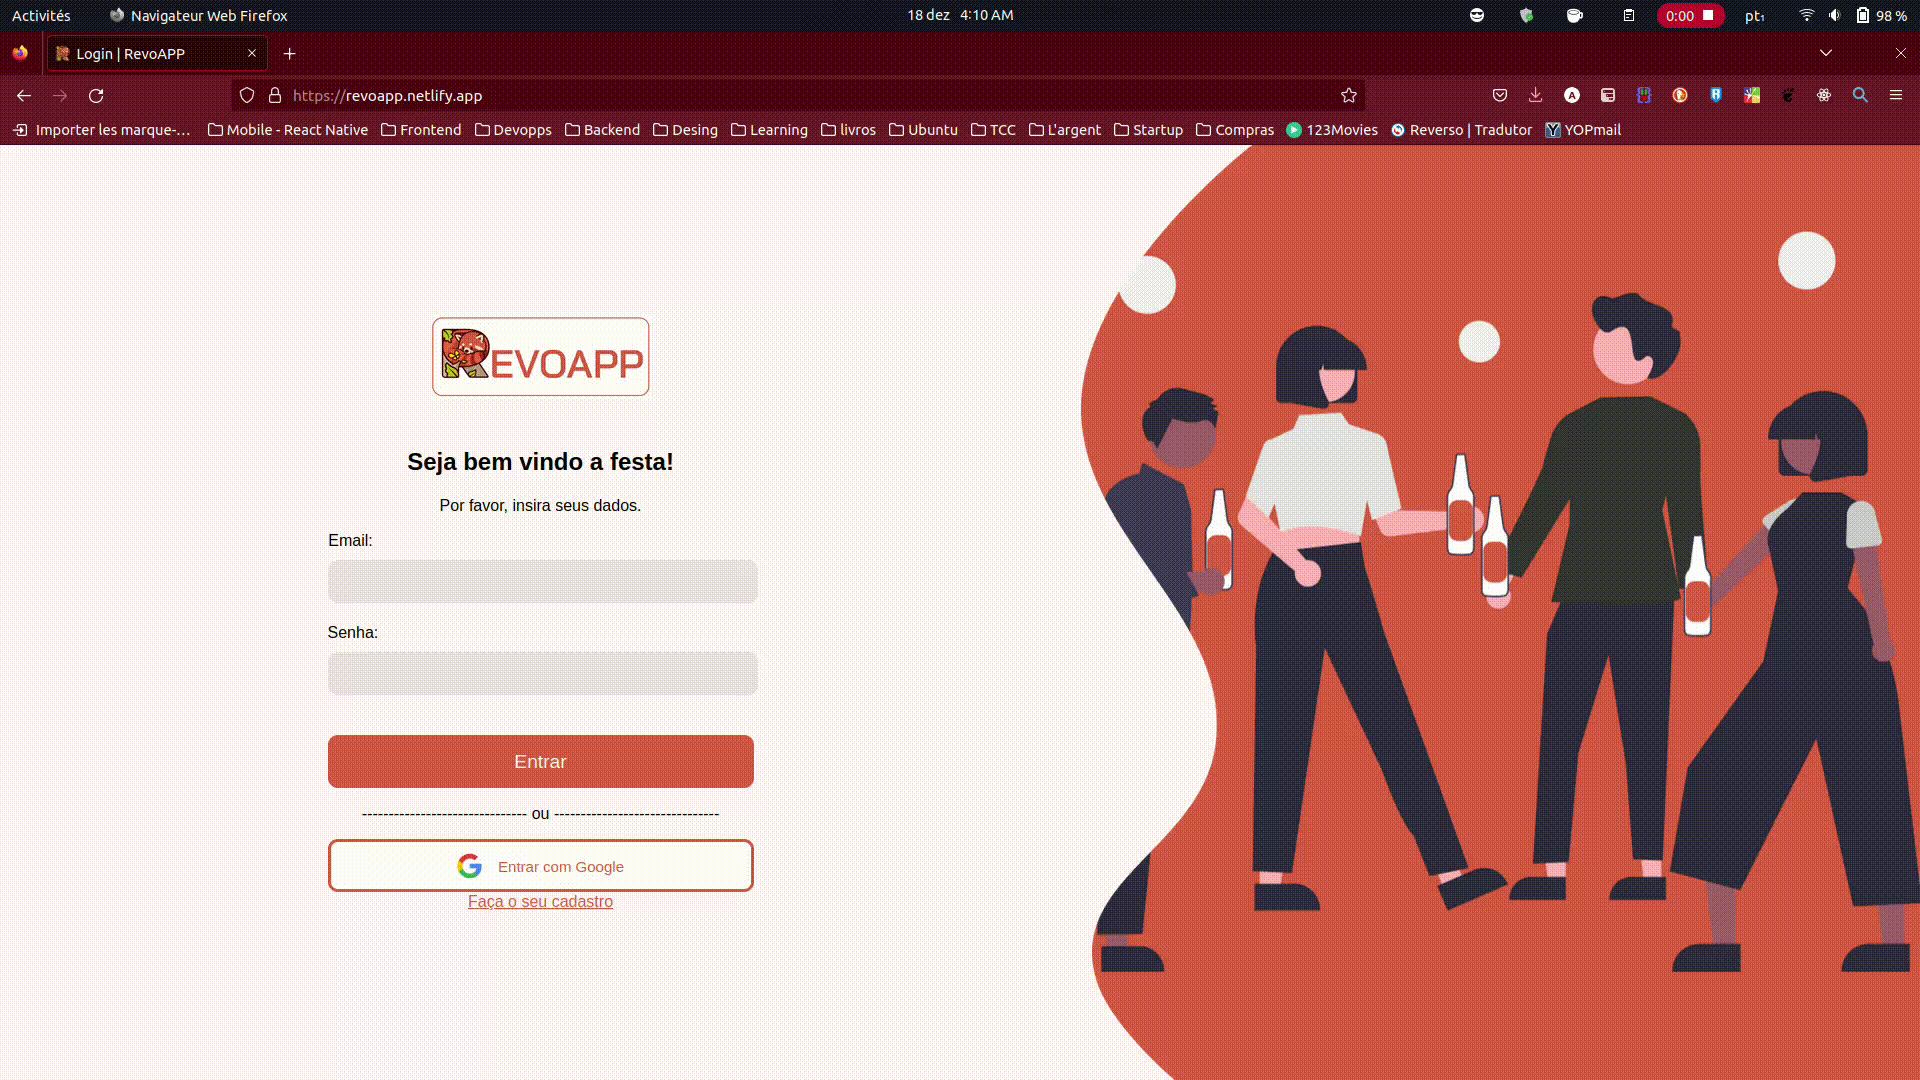 Activités
Navigateur Web Firefox
18 dez 4:10 AM
0:00
pt₁
98 %
Login | RevoAPP
https://revoapp.netlify.app
Importer les marque-…
Mobile - React Native
Frontend
Devopps
Backend
Desing
Learning
livros
Ubuntu
TCC
L'argent
Startup
Compras
123Movies
Reverso | Tradutor
YOPmail
REVOAPP
Seja bem vindo a festa!
Por favor, insira seus dados.
Email:
Senha:
Entrar
------------------------------- ou -------------------------------
Entrar com Google
Faça o seu cadastro